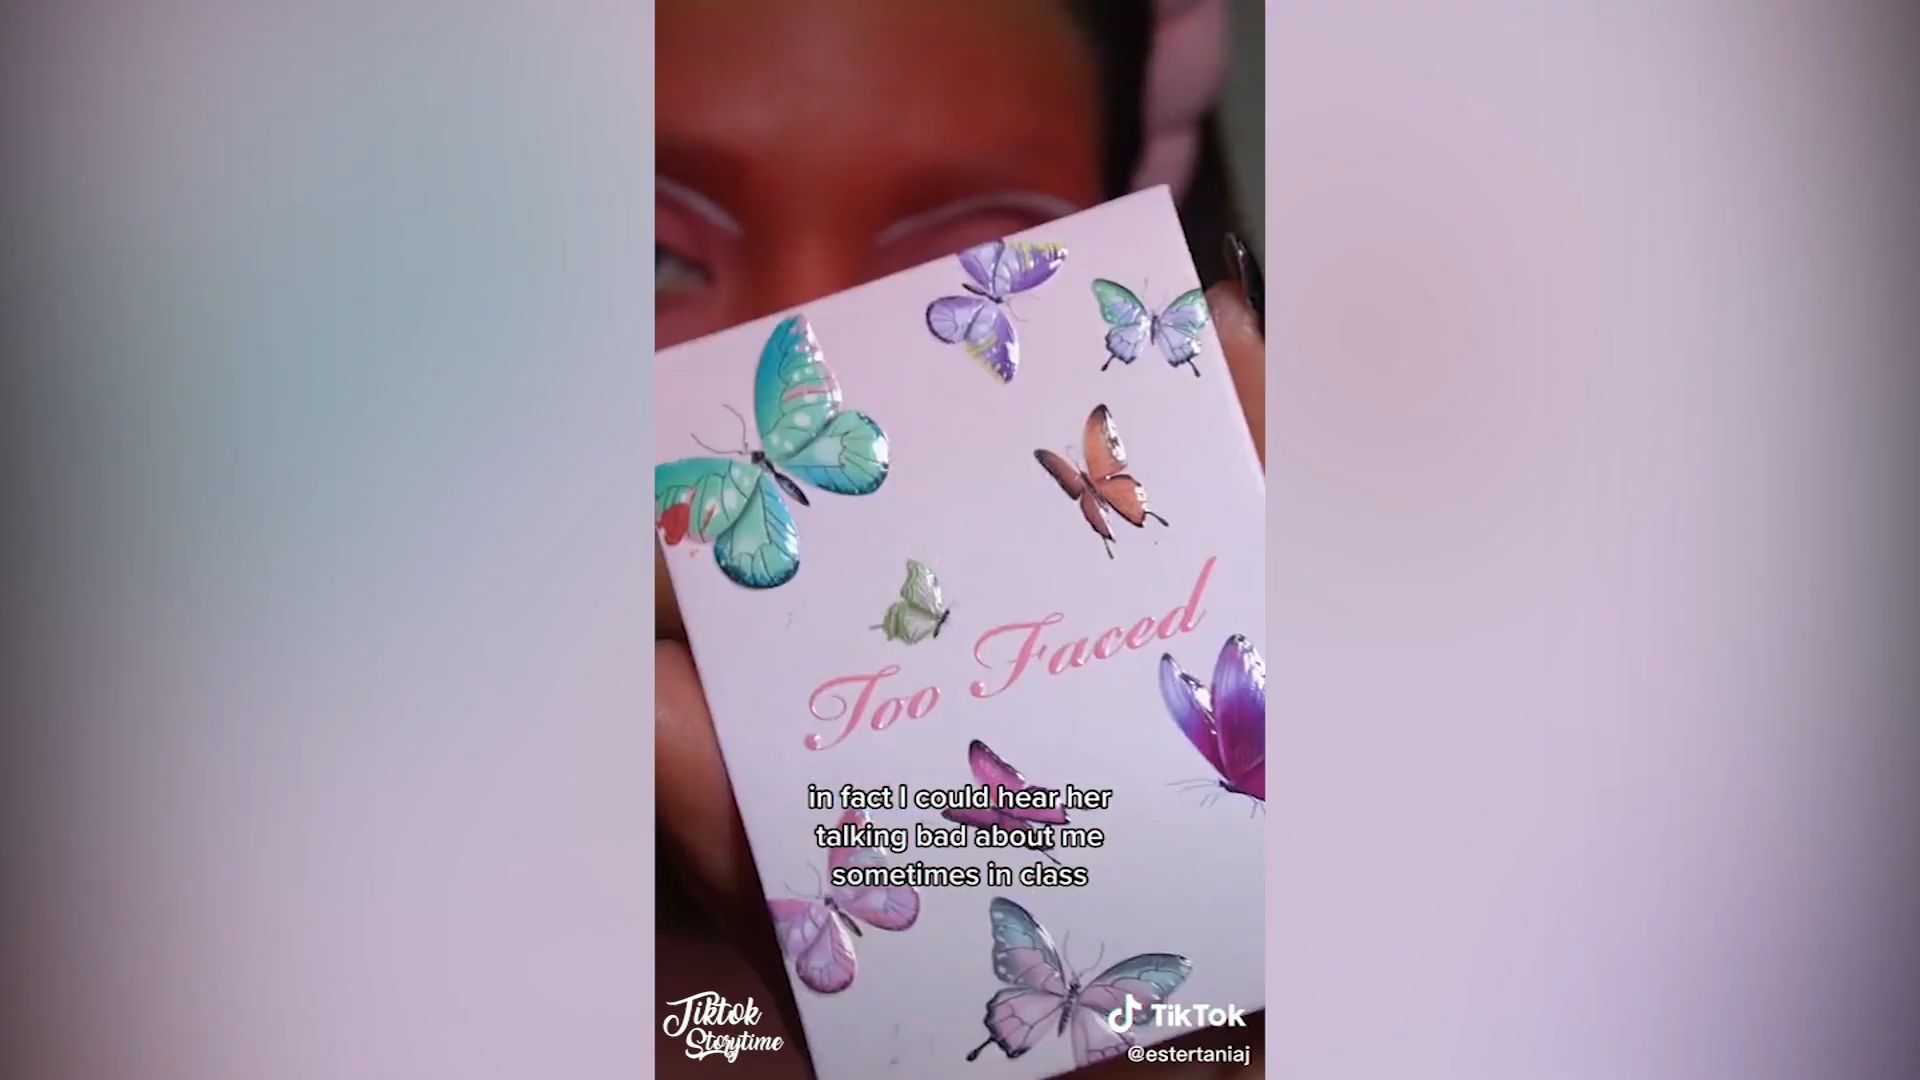 Too Faced
in fact I could hear her
talking bad about me
sometimes in class
Tiktok
Storytime
TikTok
@estertaniaj